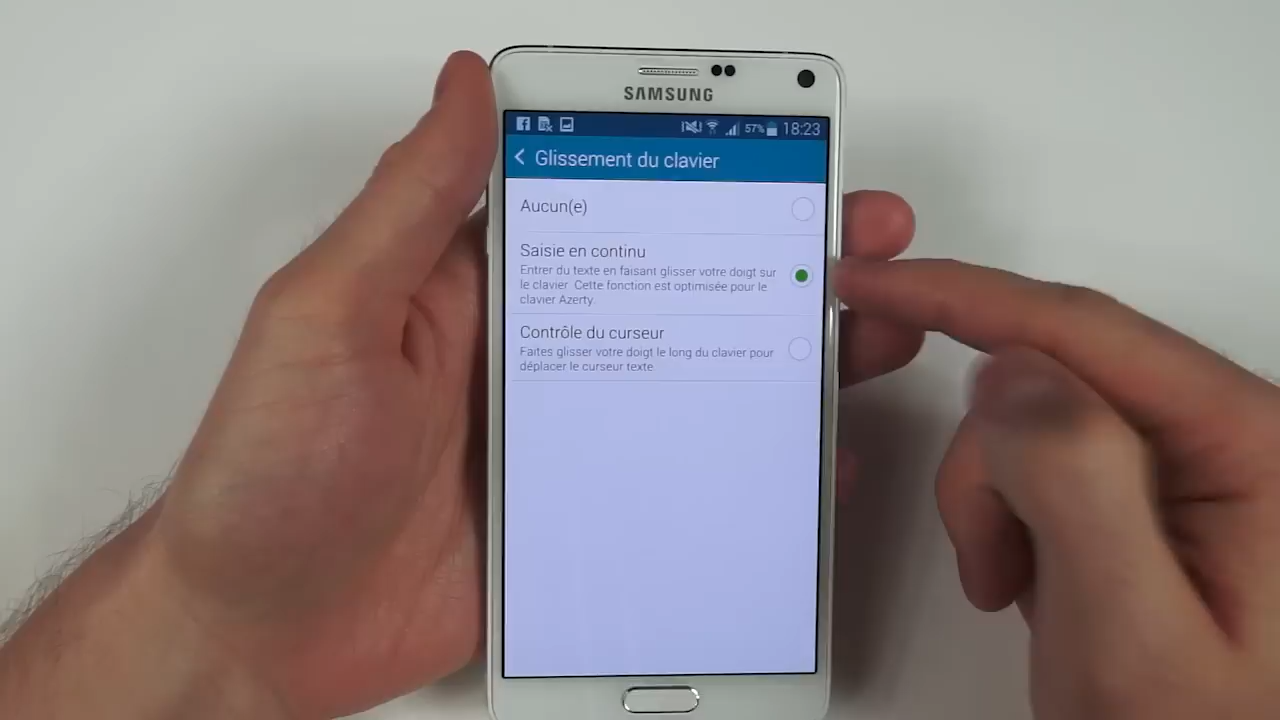 SAMSUNG
57% 18:23
Glissement du clavier
Aucun(e)
Saisie en continu
Entrer du texte en faisant glisser votre doigt sur
le clavier. Cette fonction est optimisée pour le
clavier Azerty.
Contrôle du curseur
Faites glisser votre doigt le long du clavier pour
déplacer le curseur texte.